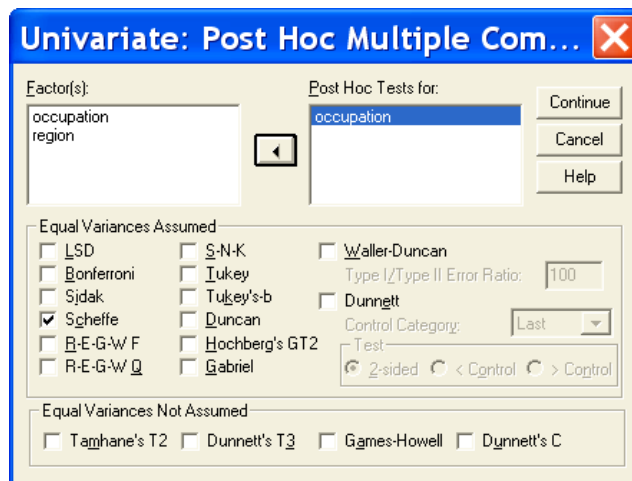 Univariate: Post Hoc Multiple Com...
Factor(s):
occupation
region
Post Hoc Tests for:
occupation
Continue
Cancel
Help
Equal Variances Assumed
LSD
Bonferroni
Sidak
Scheffe
R-E-G-W F
R-E-G-W Q
S-N-K
Tukey
Tukey's-b
Duncan
Hochberg's GT2
Gabriel
Waller-Duncan
Type I/Type II Error Ratio: 100
Dunnett
Control Category: Last
Test
2-sided < Control > Control
Equal Variances Not Assumed
Tamhane's T2 Dunnett's T3 Games-Howell Dunnett's C